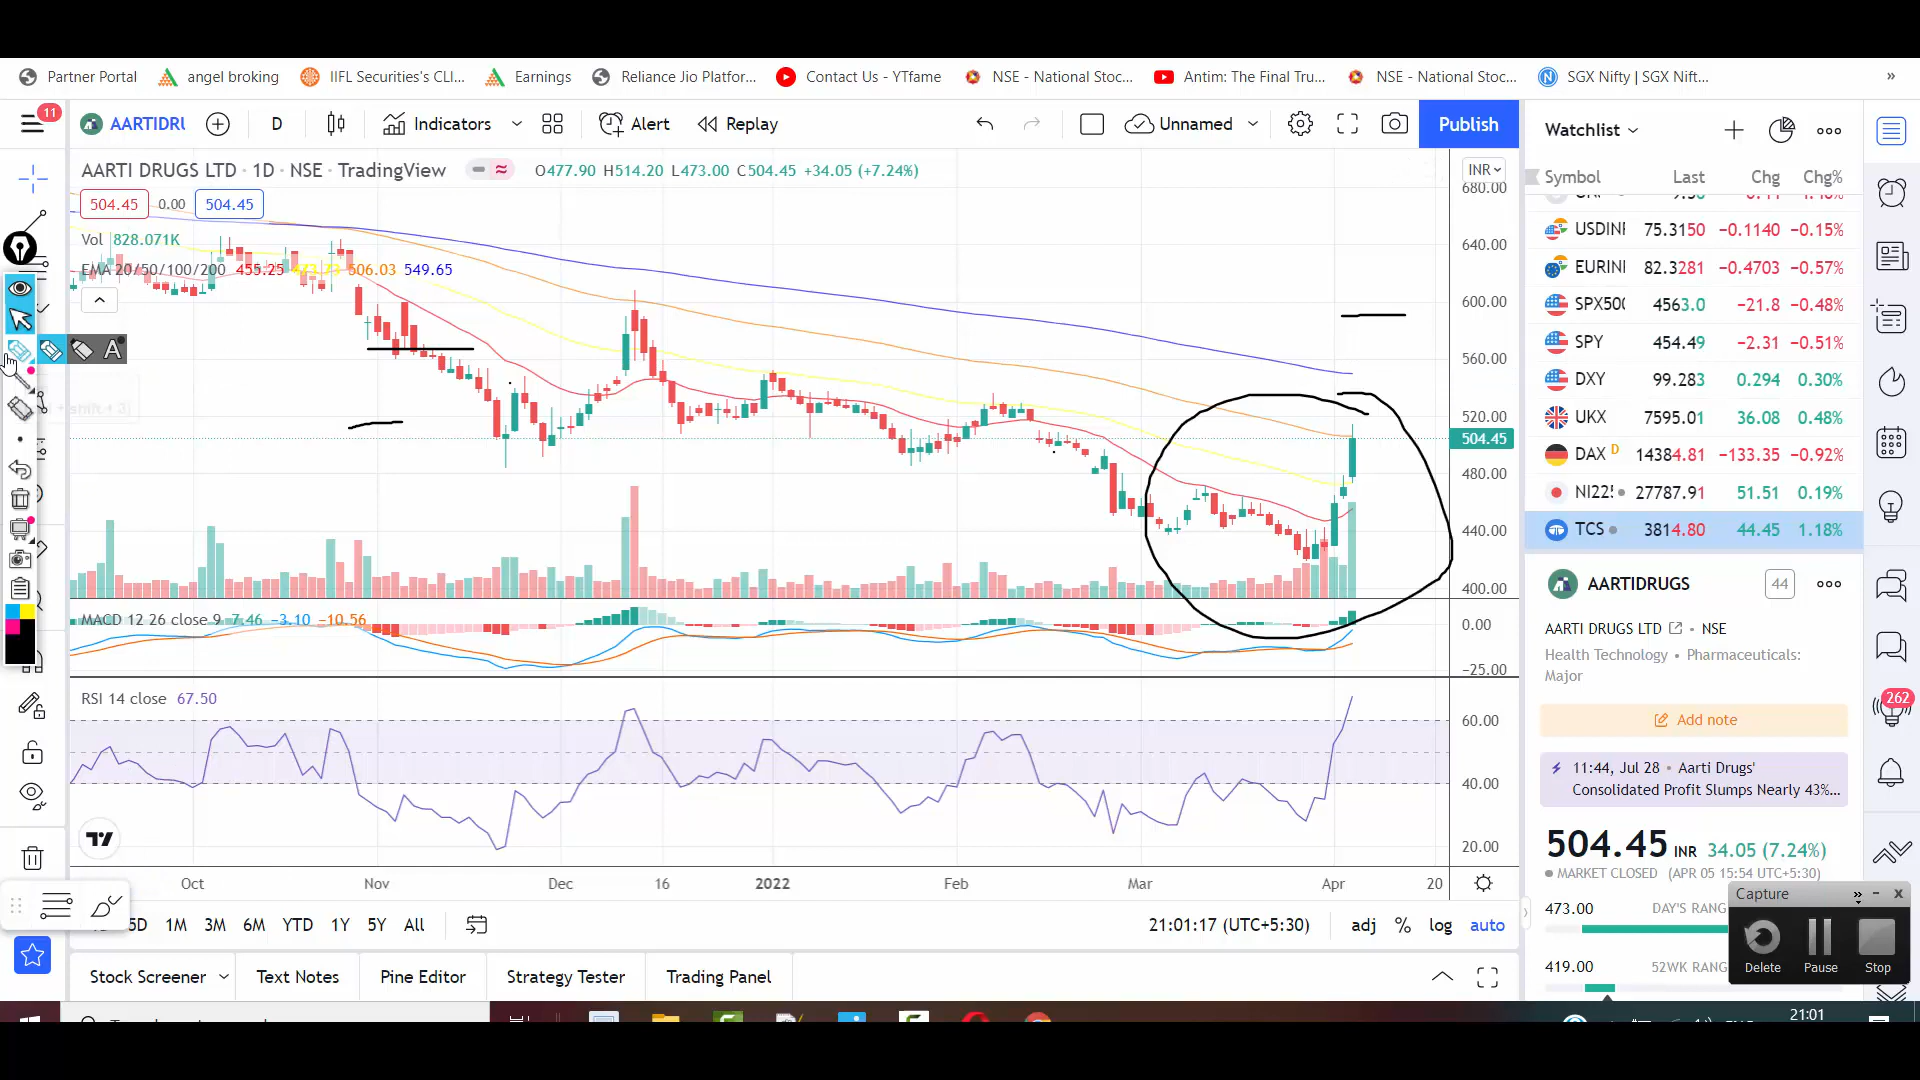 Partner Portal angel broking IIFL Securities's CLI... Earnings Reliance Jio Platfor... Contact Us - YTfame NSE - National Stoc... Antim: The Final Tru... NSE - National Stoc... SGX Nifty | SGX Nift... »
11 AARTIDRU D Indicators Alert Replay Unnamed Publish
AARTI DRUGS LTD · 1D · NSE · TradingView O477.90 H514.20 L473.00 C504.45 +34.05 (+7.24%)
504.45 0.00 504.45
Vol 828.071K
EMA 20/50/100/200 455.25 506.03 549.65
INR
680.00
640.00
600.00
560.00
520.00
504.45
480.00
440.00
400.00
A
MACD 12 26 close 9 7.46 −3.10 −10.56
0.00
−25.00
RSI 14 close 67.50
60.00
40.00
20.00
Oct Nov Dec 16 2022 Feb Mar Apr 20
5D 1M 3M 6M YTD 1Y 5Y All 21:01:17 (UTC+5:30) adj % log auto
Stock Screener Text Notes Pine Editor Strategy Tester Trading Panel
Watchlist
Symbol Last Chg Chg%
USDINR 75.3150 −0.1140 −0.15%
EURINR 82.3281 −0.4703 −0.57%
SPX500 4563.0 −21.8 −0.48%
SPY 454.49 −2.31 −0.51%
DXY 99.283 0.294 0.30%
UKX 7595.01 36.08 0.48%
DAX D 14384.81 −133.35 −0.92%
NI225 27787.91 51.51 0.19%
TCS 3814.80 44.45 1.18%
AARTIDRUGS 44
AARTI DRUGS LTD • NSE
Health Technology • Pharmaceuticals:
Major
Add note
11:44, Jul 28 • Aarti Drugs'
Consolidated Profit Slumps Nearly 43%...
504.45 INR 34.05 (7.24%)
MARKET CLOSED (APR 05 15:54 UTC+5:30)
473.00 DAY'S RANG
419.00 52WK RANG
262
Capture
Delete Pause Stop
21:01